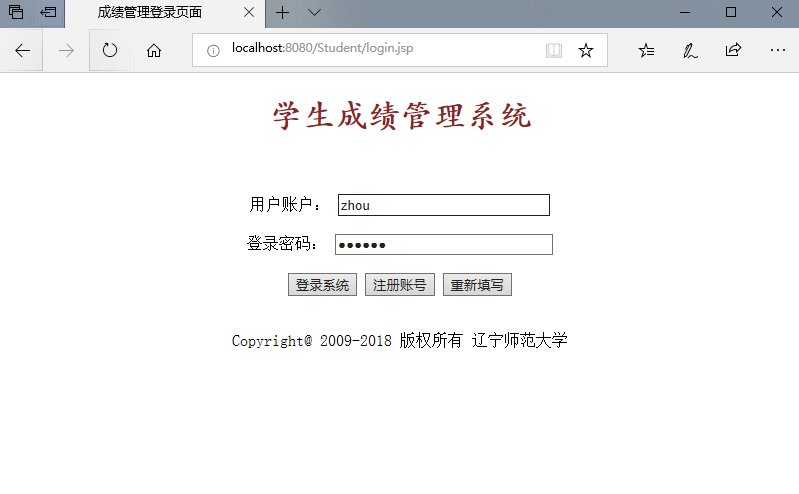 成绩管理登录页面
localhost:8080/Student/login.jsp
学生成绩管理系统
用户账户： zhou
登录密码： ●●●●●●
登录系统 注册账号 重新填写
Copyright@ 2009-2018 版权所有 辽宁师范大学